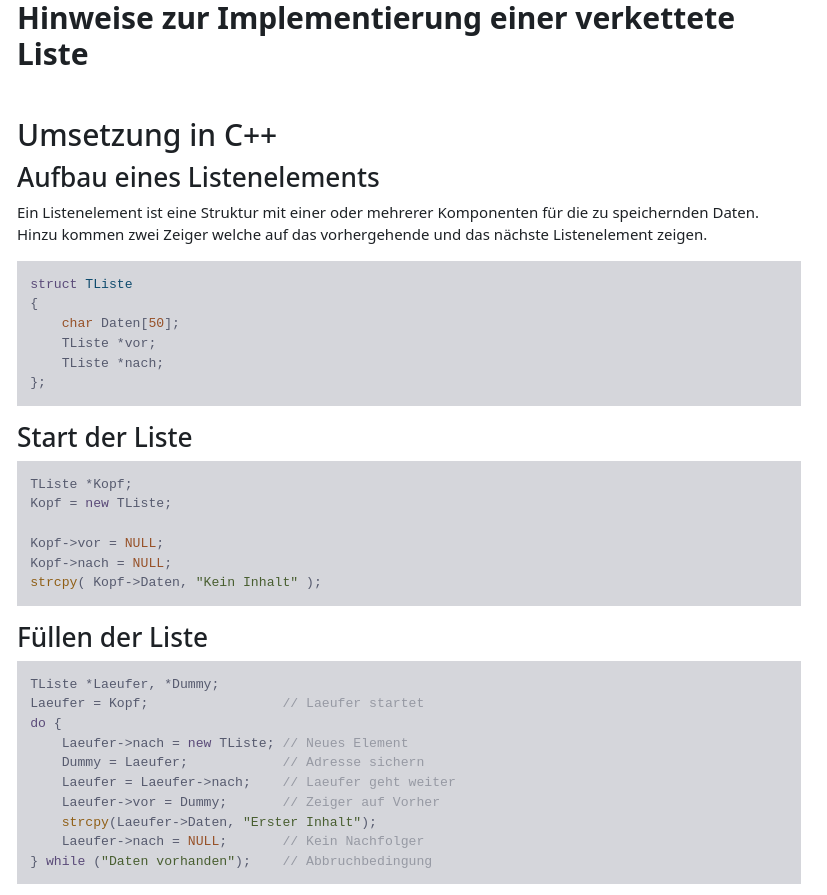 Hinweise zur Implementierung einer verkettete
Liste
Umsetzung in C++
Aufbau eines Listenelements
Ein Listenelement ist eine Struktur mit einer oder mehrerer Komponenten für die zu speichernden Daten.
Hinzu kommen zwei Zeiger welche auf das vorhergehende und das nächste Listenelement zeigen.
struct TListe
{
    char Daten[50];
    TListe *vor;
    TListe *nach;
};
Start der Liste
TListe *Kopf;
Kopf = new TListe;
Kopf->vor = NULL;
Kopf->nach = NULL;
strcpy( Kopf->Daten, "Kein Inhalt" );
Füllen der Liste
TListe *Laeufer, *Dummy;
Laeufer = Kopf;                 // Laeufer startet
do {
    Laeufer->nach = new TListe; // Neues Element
    Dummy = Laeufer;            // Adresse sichern
    Laeufer = Laeufer->nach;    // Laeufer geht weiter
    Laeufer->vor = Dummy;       // Zeiger auf Vorher
    strcpy(Laeufer->Daten, "Erster Inhalt");
    Laeufer->nach = NULL;       // Kein Nachfolger
} while ("Daten vorhanden");    // Abbruchbedingung